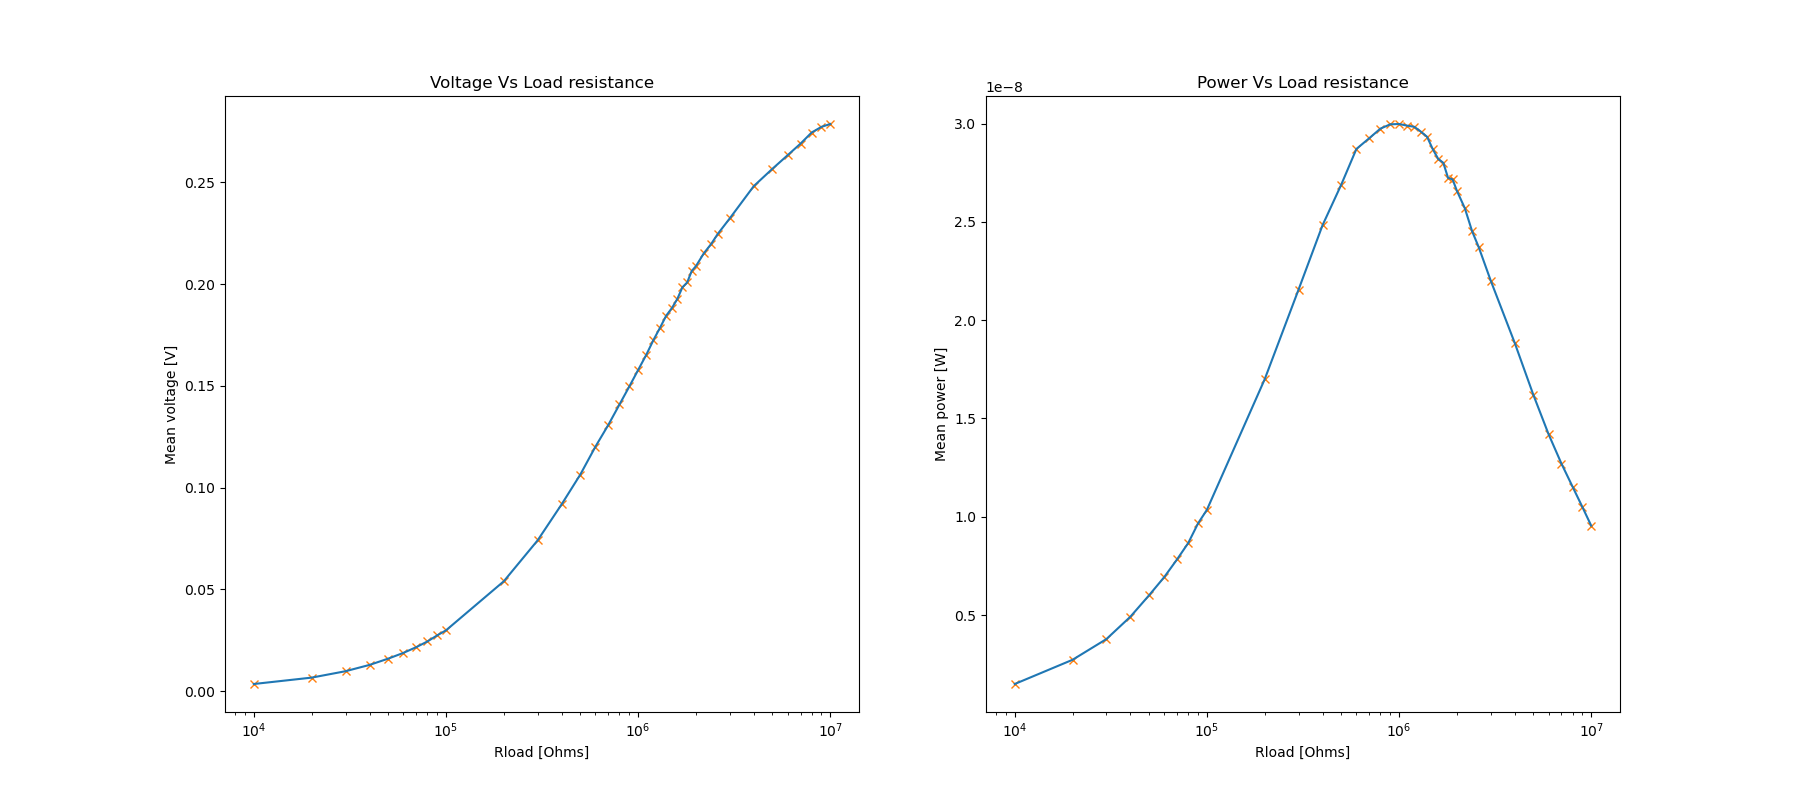 Voltage Vs Load resistance
Mean voltage [V]
0.25
0.20
0.15
0.10
0.05
0.00
10⁴
10⁵
10⁶
10⁷
Rload [Ohms]
Power Vs Load resistance
1e−8
Mean power [W]
3.0
2.5
2.0
1.5
1.0
0.5
10⁴
10⁵
10⁶
10⁷
Rload [Ohms]